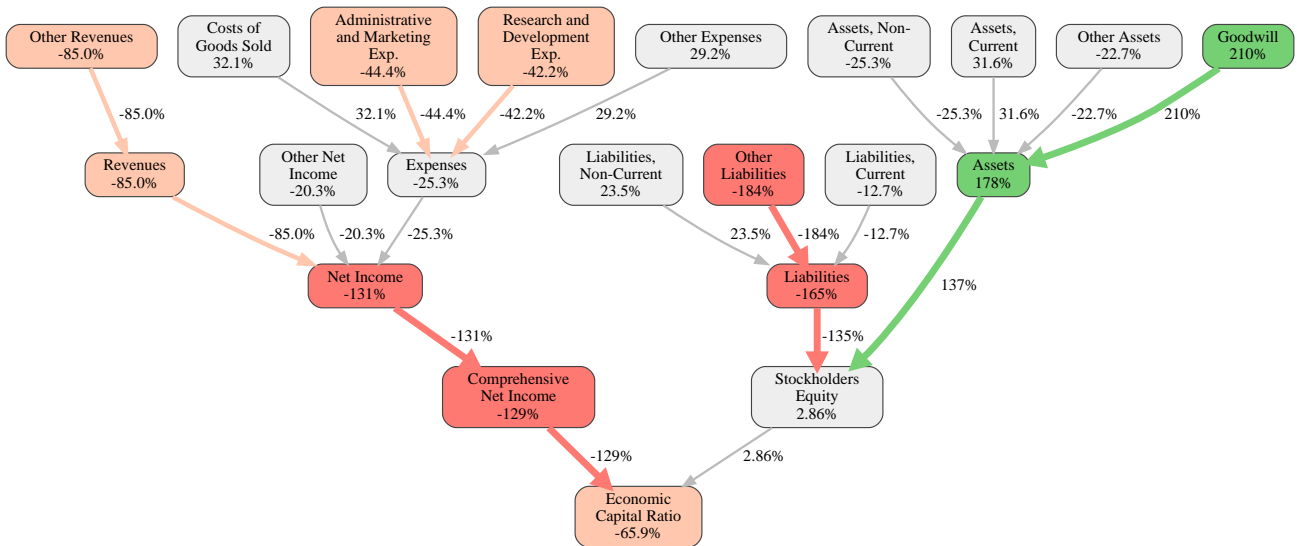 Other Revenues
-85.0%
Costs of
Goods Sold
32.1%
Administrative
and Marketing
Exp.
-44.4%
Research and
Development
Exp.
-42.2%
Other Expenses
29.2%
Assets, Non-
Current
-25.3%
Assets,
Current
31.6%
Other Assets
-22.7%
Goodwill
210%
-85.0%
32.1%
-44.4%
-42.2%
29.2%
-25.3%
31.6%
-22.7%
210%
Revenues
-85.0%
Other Net
Income
-20.3%
Expenses
-25.3%
Liabilities,
Non-Current
23.5%
Other
Liabilities
-184%
Liabilities,
Current
-12.7%
Assets
178%
-85.0%
-20.3%
-25.3%
23.5%
-184%
-12.7%
Net Income
-131%
Liabilities
-165%
137%
-131%
-135%
Comprehensive
Net Income
-129%
Stockholders
Equity
2.86%
-129%
2.86%
Economic
Capital Ratio
-65.9%